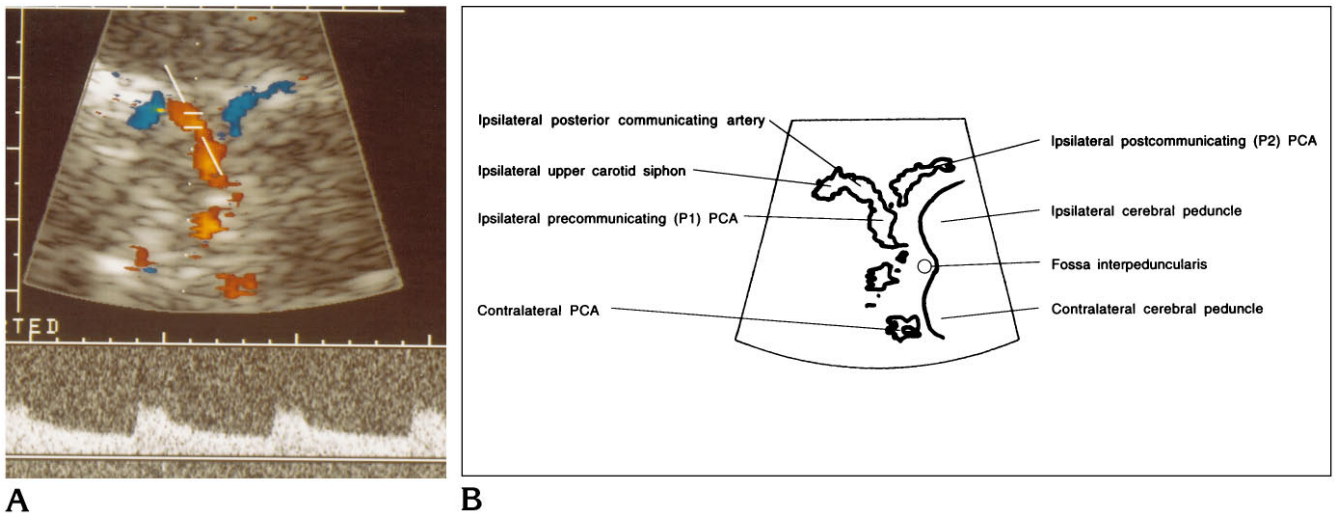 TED
A
Ipsilateral posterior communicating artery
Ipsilateral upper carotid siphon
Ipsilateral precommunicating (P1) PCA
Contralateral PCA
Ipsilateral postcommunicating (P2) PCA
Ipsilateral cerebral peduncle
Fossa interpeduncularis
Contralateral cerebral peduncle
B